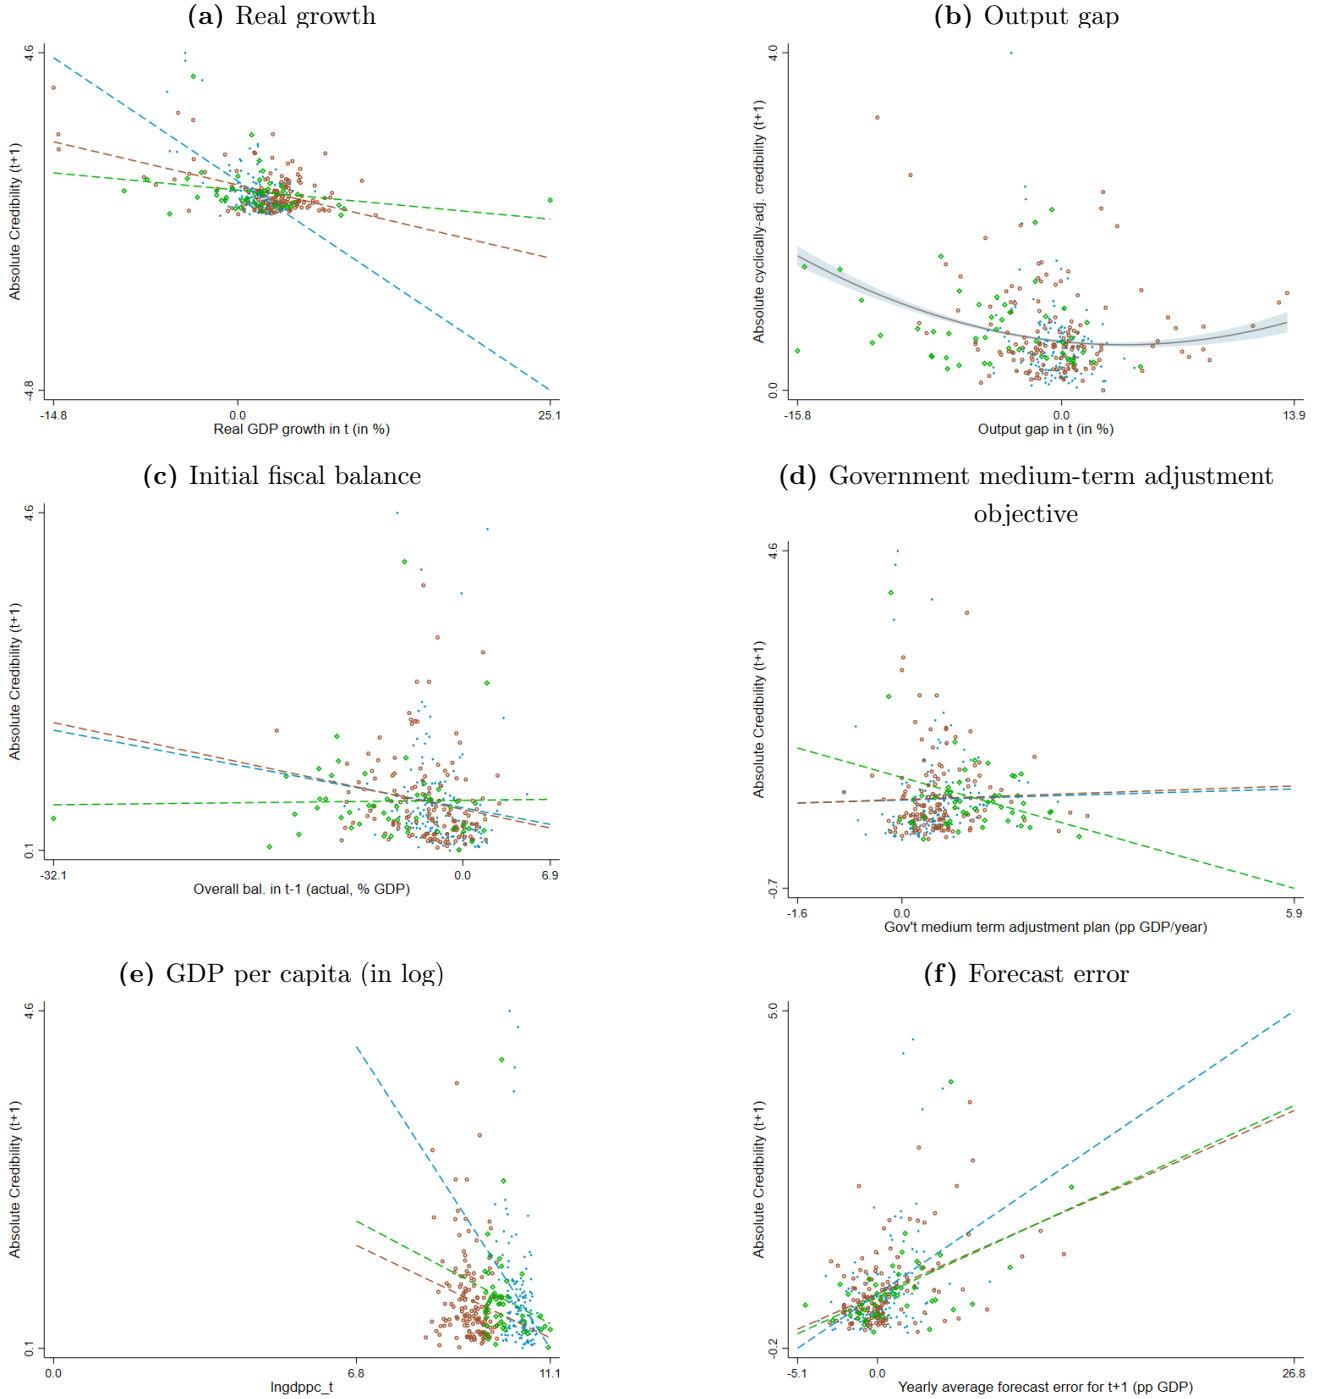 (a) Real growth
4.6
Absolute Credibility (t+1)
-4.8
-14.8 0.0 25.1
Real GDP growth in t (in %)
(b) Output gap
4.0
Absolute cyclically-adj. credibility (t+1)
0.0
-15.8 0.0 13.9
Output gap in t (in %)
(c) Initial fiscal balance
4.6
Absolute Credibility (t+1)
0.1
-32.1 0.0 6.9
Overall bal. in t-1 (actual, % GDP)
(d) Government medium-term adjustment
objective
4.6
Absolute Credibility (t+1)
-0.7
-1.6 0.0 5.9
Gov't medium term adjustment plan (pp GDP/year)
(e) GDP per capita (in log)
4.6
Absolute Credibility (t+1)
0.1
0.0 6.8 11.1
lngdppc_t
(f) Forecast error
5.0
Absolute Credibility (t+1)
-0.2
-5.1 0.0 26.8
Yearly average forecast error for t+1 (pp GDP)